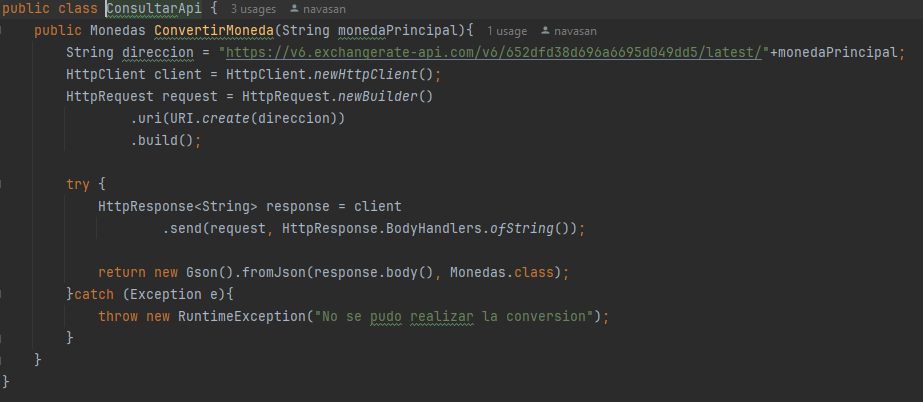 public class ConsultarApi {  3 usages  navasan
    public Monedas ConvertirMoneda(String monedaPrincipal){  1 usage  navasan
        String direccion = "https://v6.exchangerate-api.com/v6/652dfd38d696a6695d049dd5/latest/"+monedaPrincipal;
        HttpClient client = HttpClient.newHttpClient();
        HttpRequest request = HttpRequest.newBuilder()
                .uri(URI.create(direccion))
                .build();

        try {
            HttpResponse<String> response = client
                    .send(request, HttpResponse.BodyHandlers.ofString());

            return new Gson().fromJson(response.body(), Monedas.class);
        }catch (Exception e){
            throw new RuntimeException("No se pudo realizar la conversion");
        }
    }
}